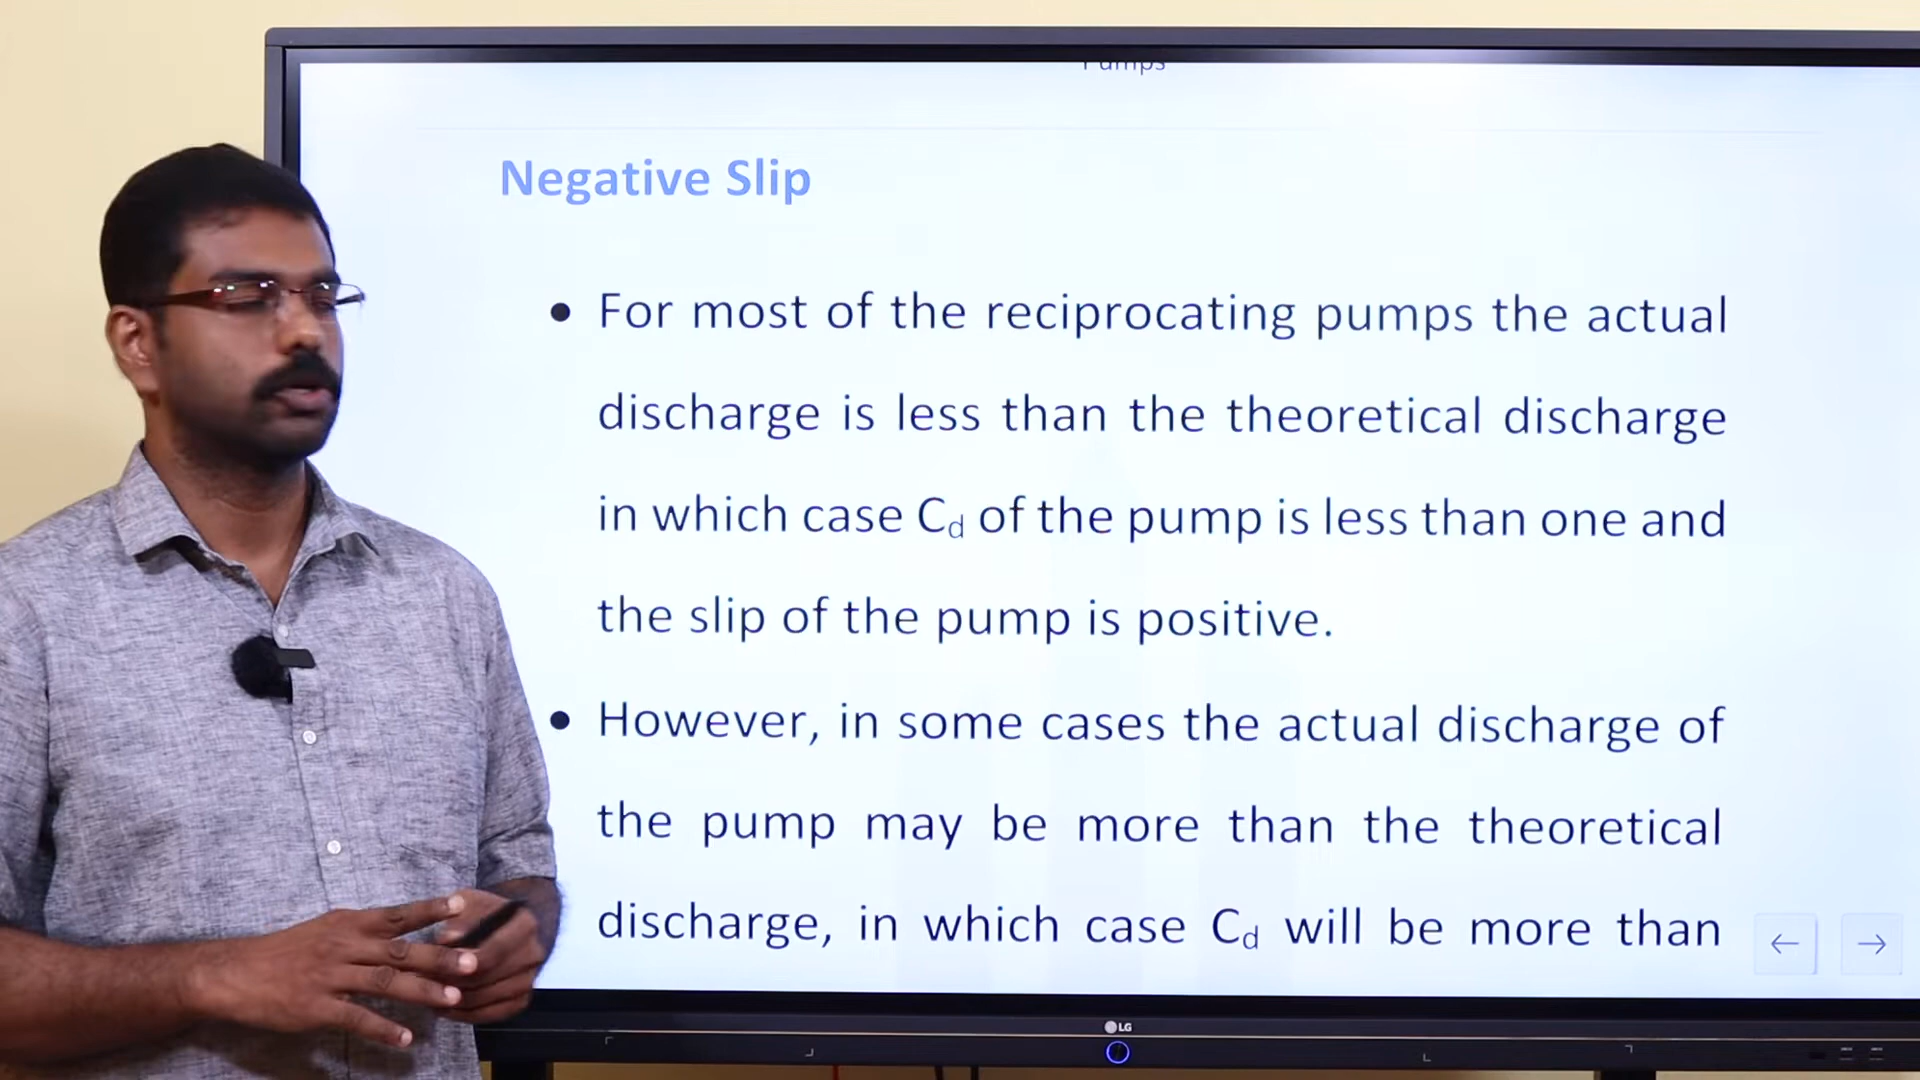 Pumps
Negative Slip
• For most of the reciprocating pumps the actual
discharge is less than the theoretical discharge
in which case Cd of the pump is less than one and
the slip of the pump is positive.
• However, in some cases the actual discharge of
the pump may be more than the theoretical
discharge, in which case Cd will be more than
LG